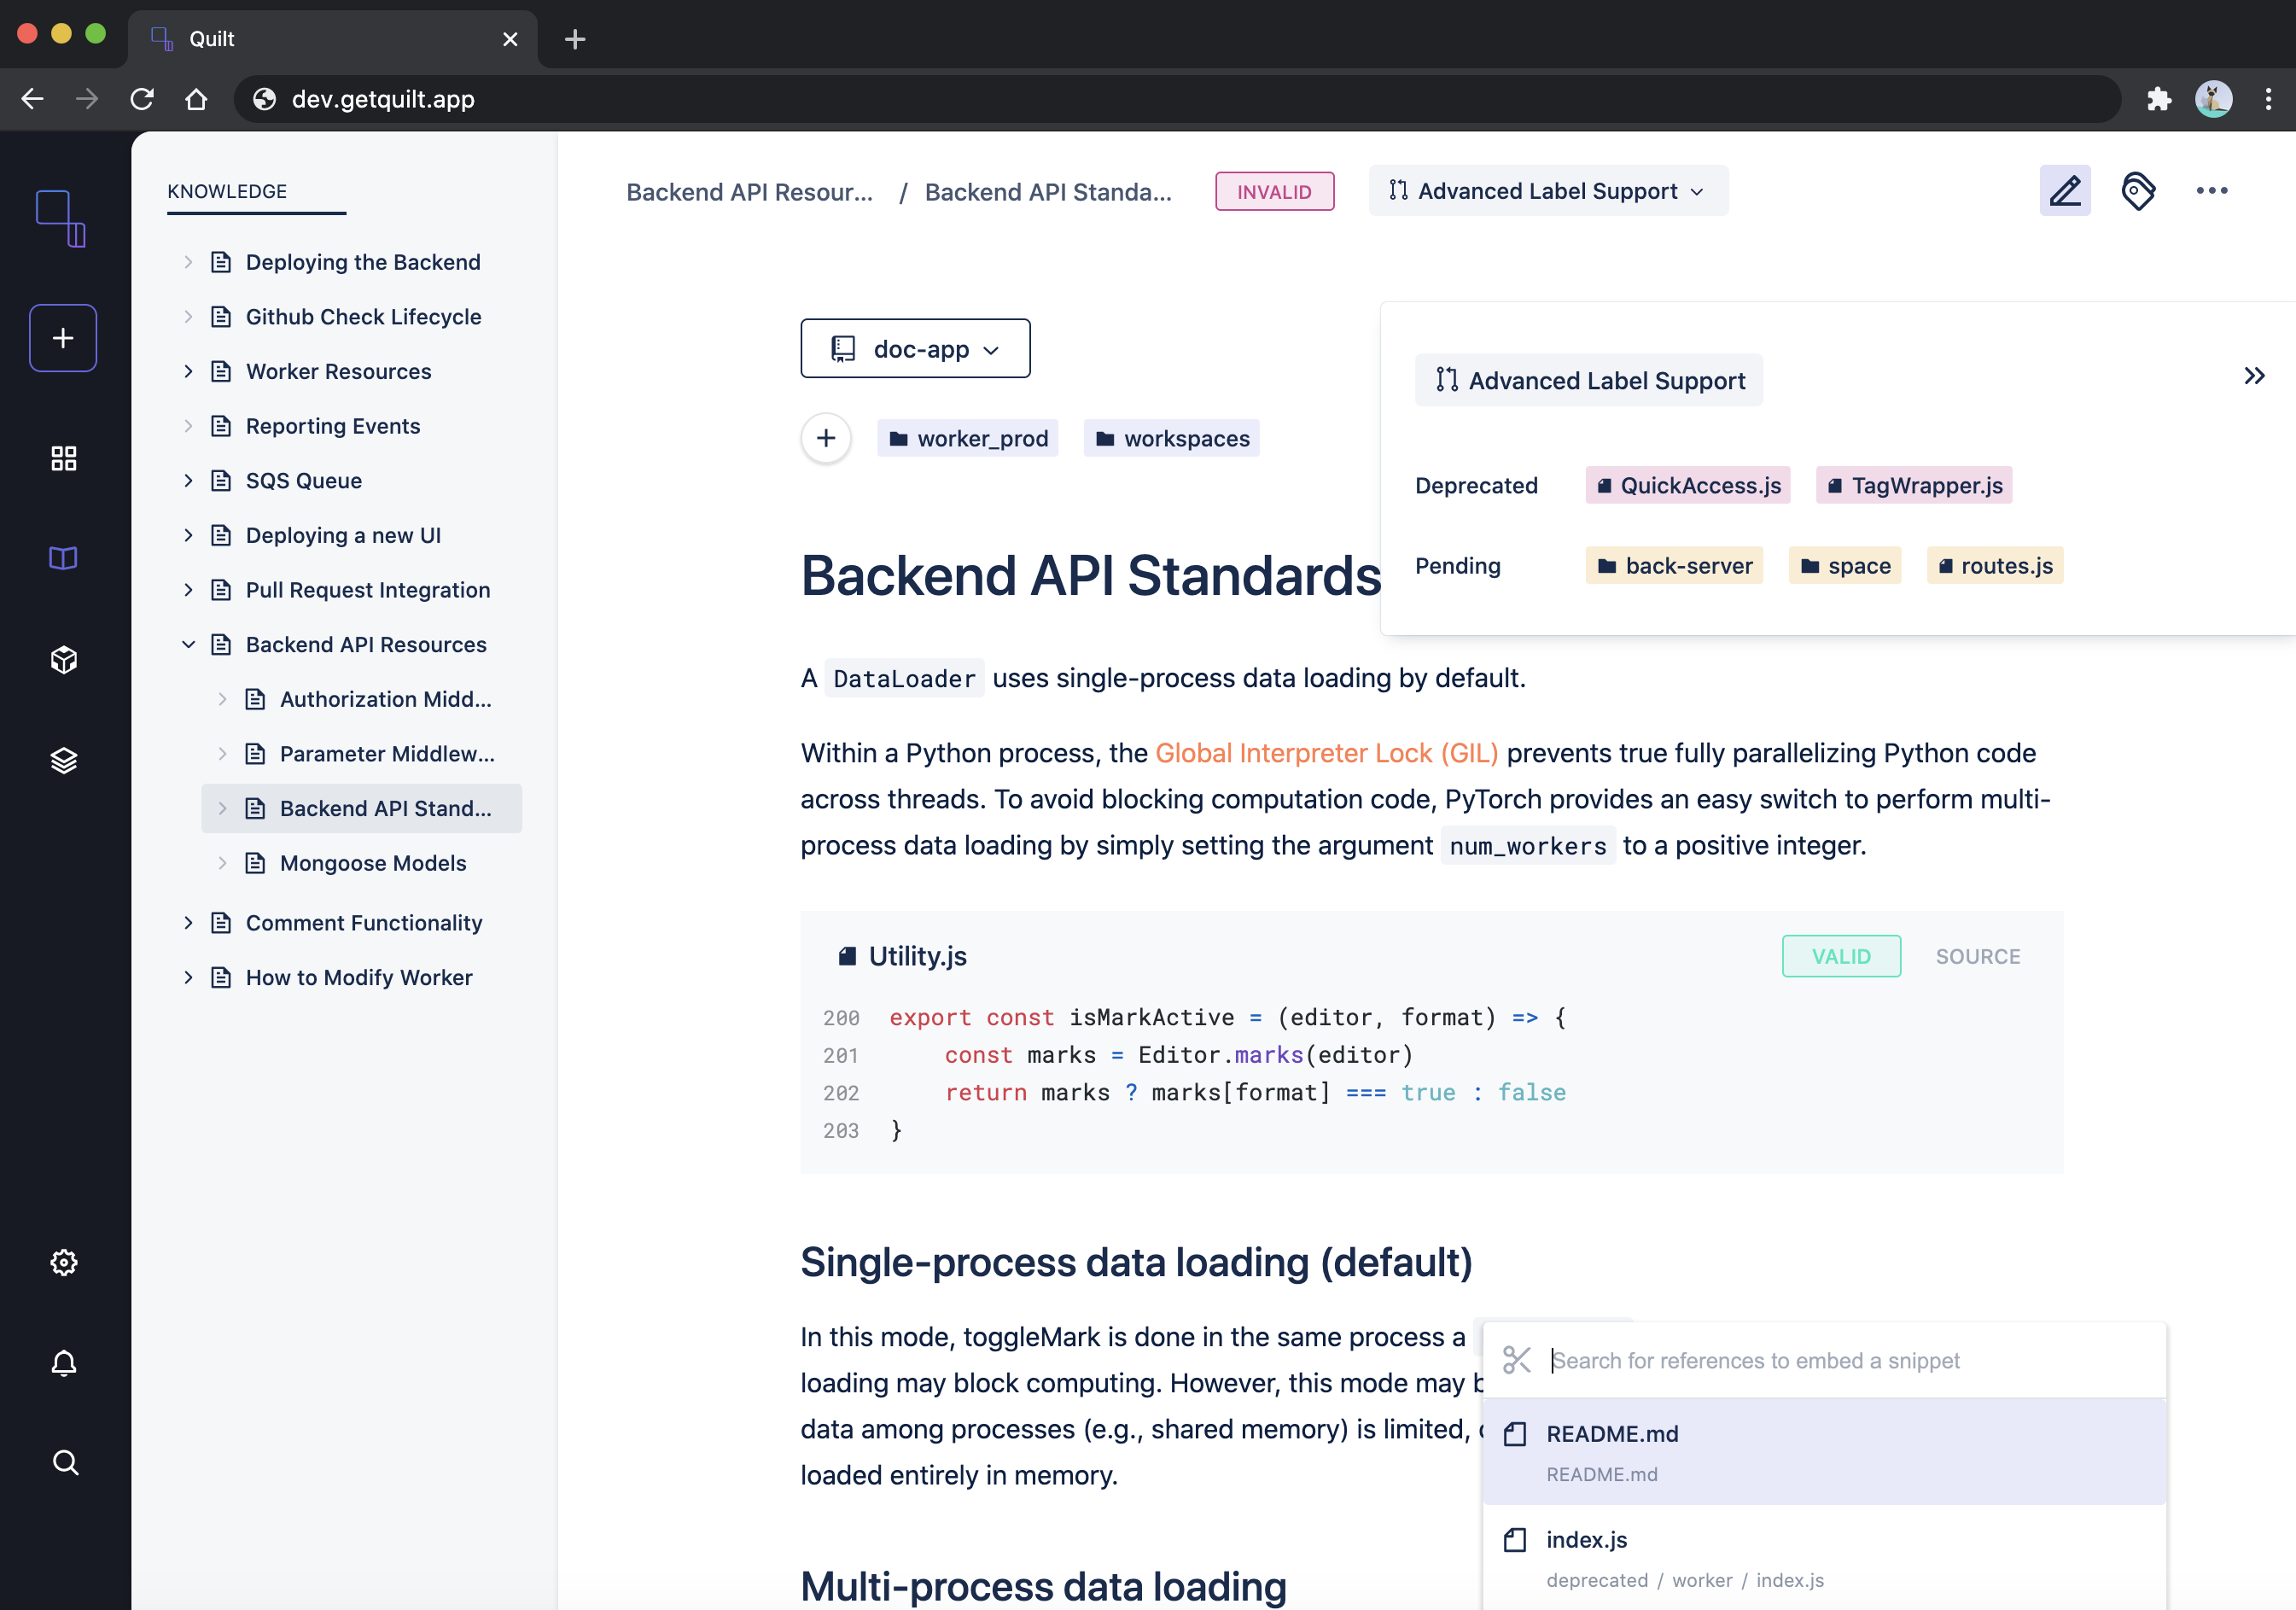 Quilt
dev.getquilt.app
KNOWLEDGE
Deploying the Backend
Github Check Lifecycle
Worker Resources
Reporting Events
SQS Queue
Deploying a new UI
Pull Request Integration
Backend API Resources
Authorization Midd...
Parameter Middlew...
Backend API Stand...
Mongoose Models
Comment Functionality
How to Modify Worker
Backend API Resour... / Backend API Standa... INVALID Advanced Label Support
doc-app
worker_prod workspaces
Advanced Label Support
Deprecated QuickAccess.js TagWrapper.js
Pending back-server space routes.js
Backend API Standards
A DataLoader uses single-process data loading by default.
Within a Python process, the Global Interpreter Lock (GIL) prevents true fully parallelizing Python code
across threads. To avoid blocking computation code, PyTorch provides an easy switch to perform multi-
process data loading by simply setting the argument num_workers to a positive integer.
Utility.js VALID SOURCE
200 export const isMarkActive = (editor, format) => {
201 const marks = Editor.marks(editor)
202 return marks ? marks[format] === true : false
203 }
Single-process data loading (default)
In this mode, toggleMark is done in the same process a
loading may block computing. However, this mode may
data among processes (e.g., shared memory) is limited,
loaded entirely in memory.
Multi-process data loading
Search for references to embed a snippet
README.md
README.md
index.js
deprecated / worker / index.js